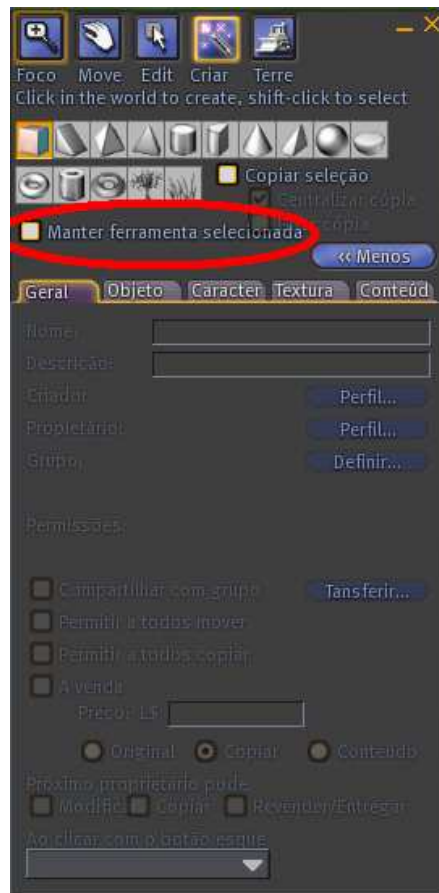 Foco Move Edit Criar Terre
Click in the world to create, shift-click to select
Copiar seleção
Centralizar cópia
cópia
Manter ferramenta selecionada
<< Menos
Geral Objeto Caracter Textura Conteúd
Nome:
Descrição:
Criador: Perfil...
Propietário: Perfil...
Grupo: Definir...
Permissões:
Compartilhar com grupo Tansferir...
Permitir a todos mover
Permitir a todos copiar
A venda
Preço: L$
Original Copiar Conteúdo
Próximo proprietário pude
Modific Copiar Revender/Entregar
Ao clicar com o botão esque